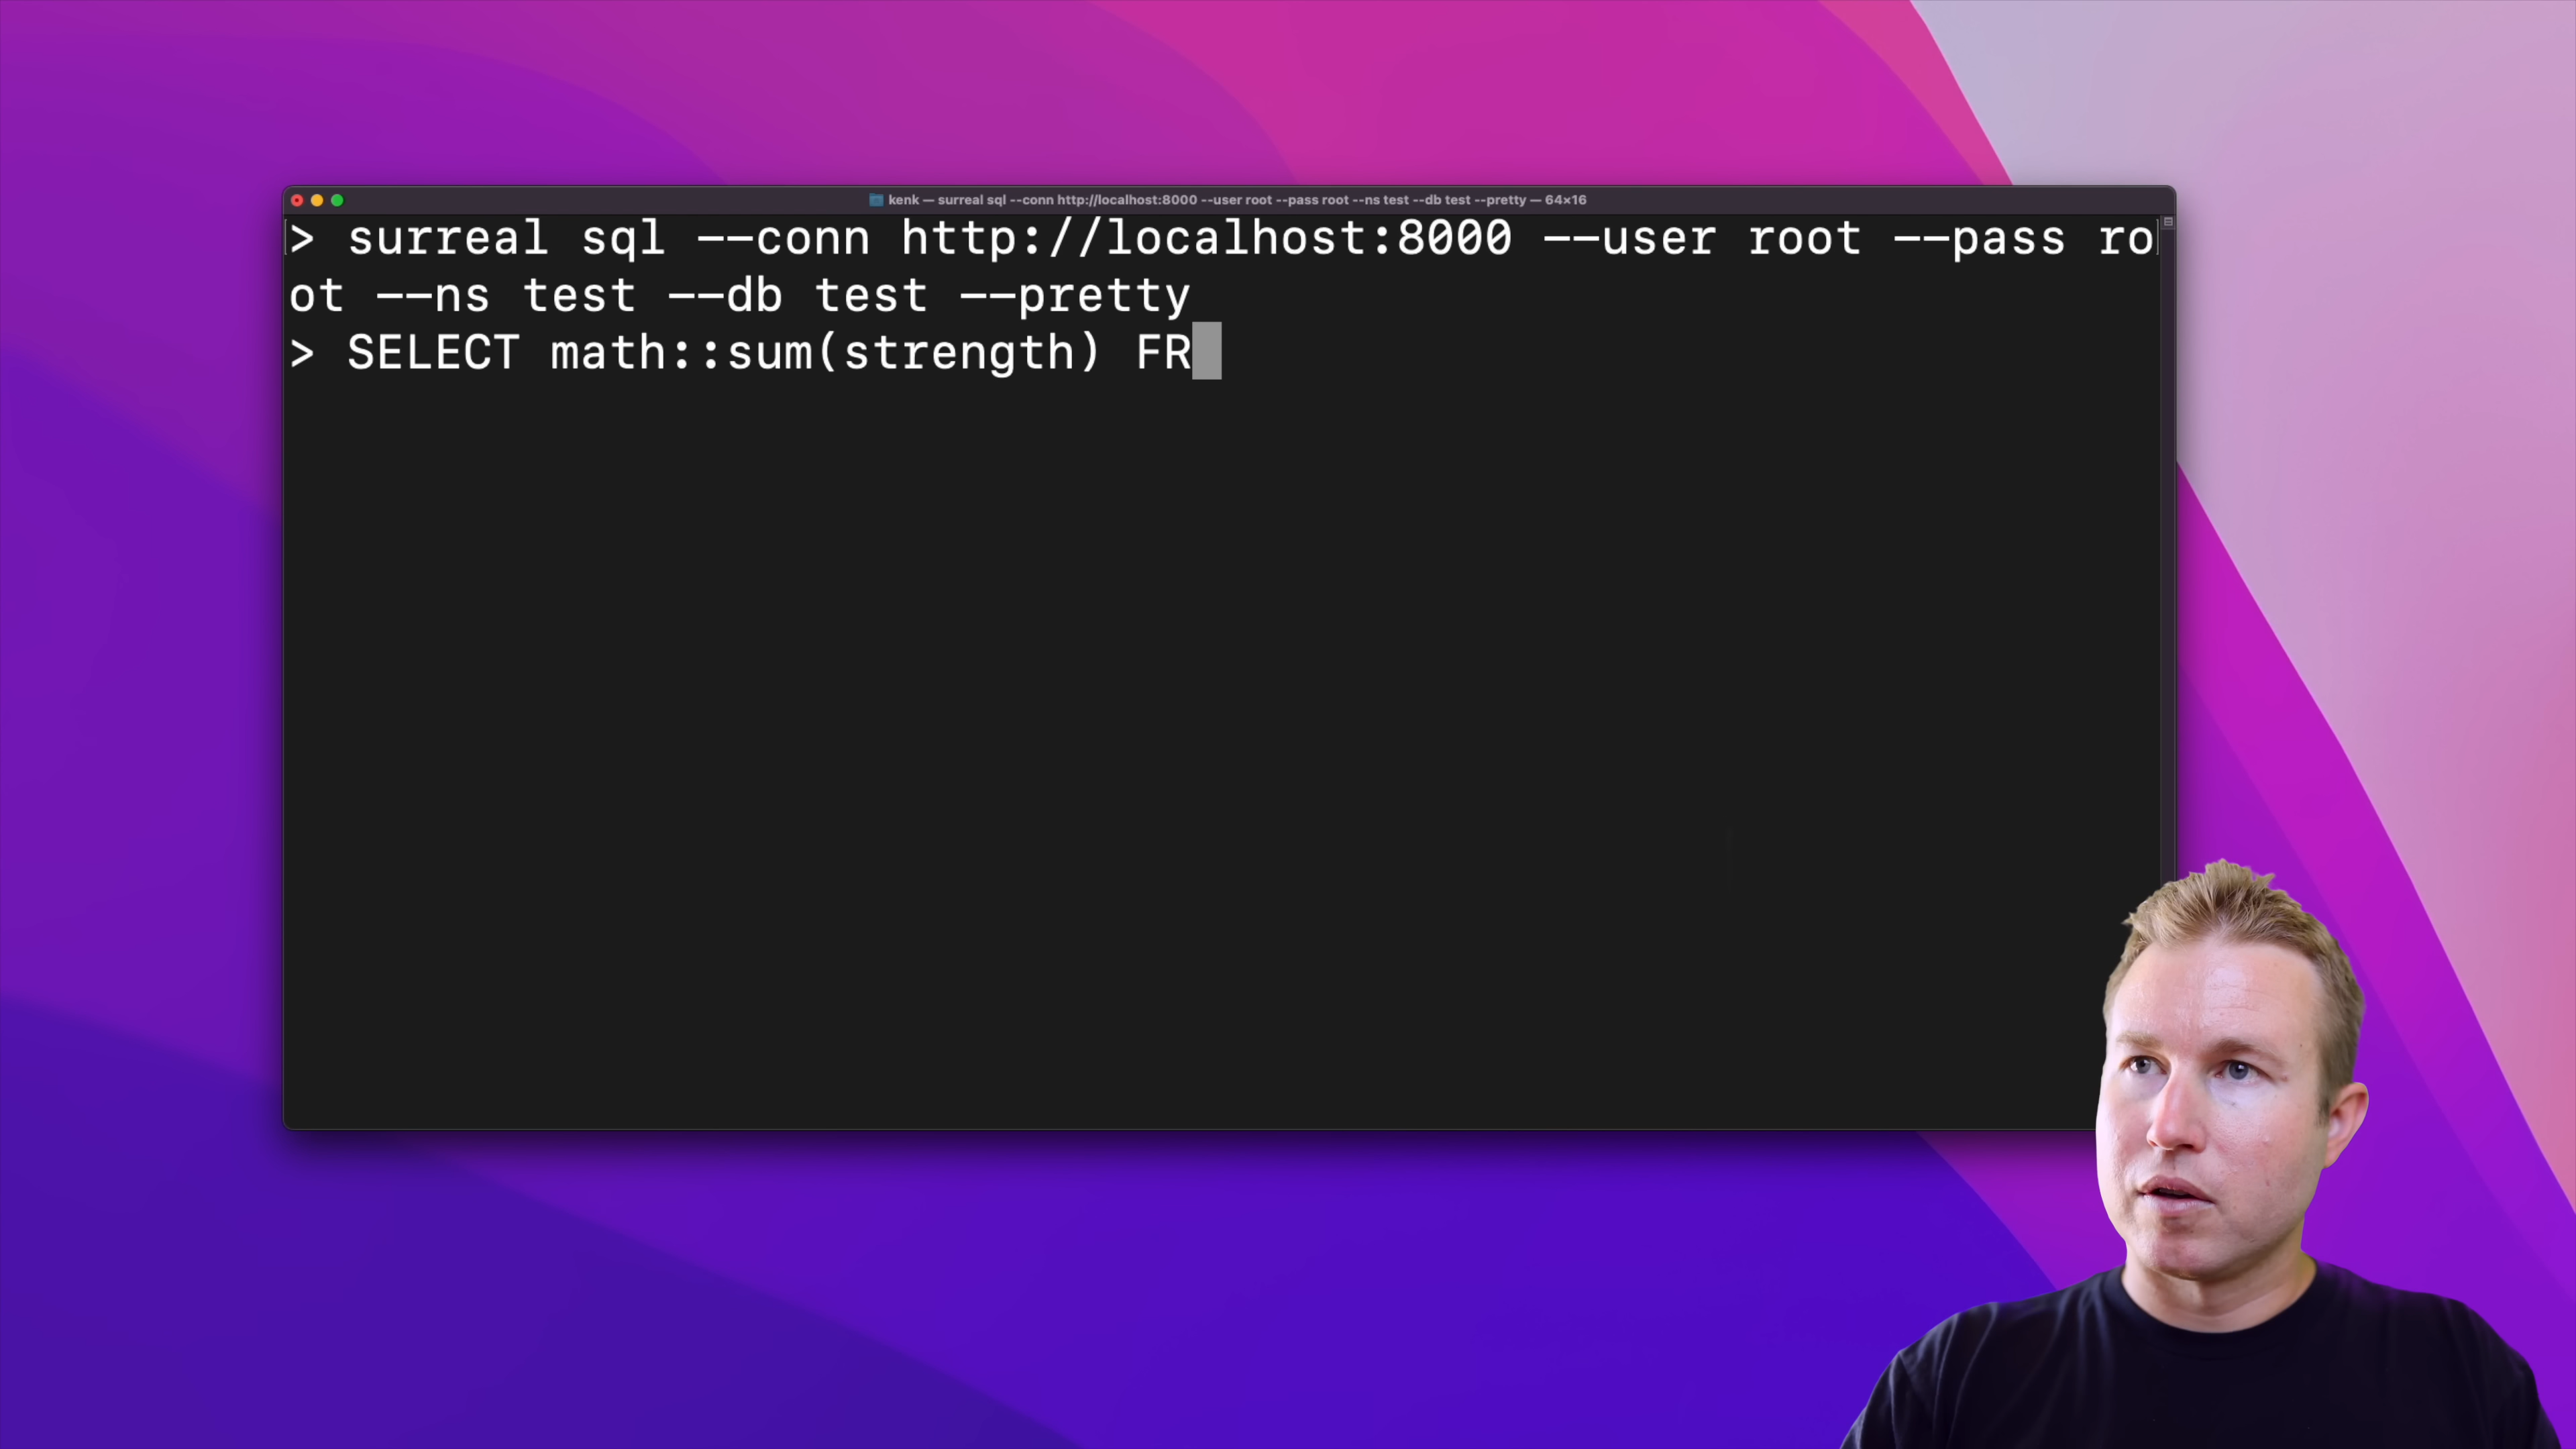 kenk — surreal sql --conn http://localhost:8000 --user root --pass root --ns test --db test --pretty — 64×16
> surreal sql --conn http://localhost:8000 --user root --pass ro
ot --ns test --db test --pretty
> SELECT math::sum(strength) FR